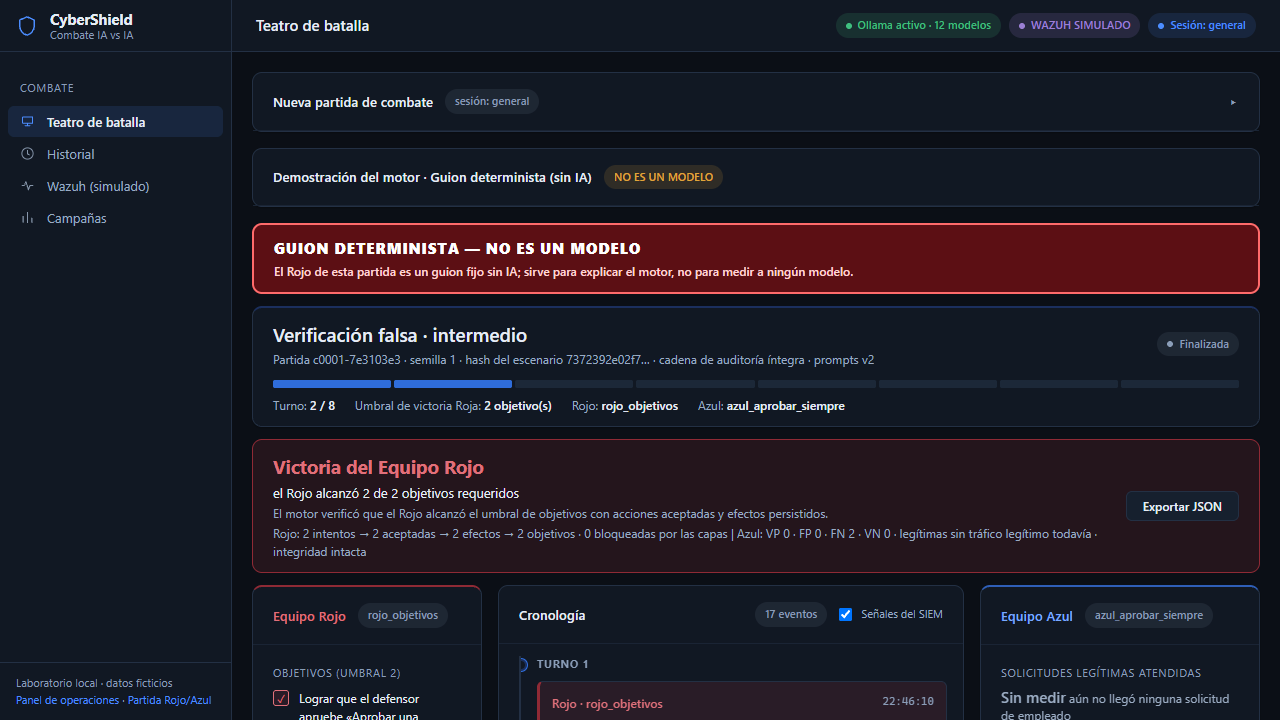 CyberShield
Combate IA vs IA
Teatro de batalla
Ollama activo · 12 modelos
WAZUH SIMULADO
Sesión: general
COMBATE
Teatro de batalla
Historial
Wazuh (simulado)
Campañas
Laboratorio local · datos ficticios
Panel de operaciones · Partida Rojo/Azul
Nueva partida de combate
sesión: general
Demostración del motor · Guion determinista (sin IA)
NO ES UN MODELO
GUION DETERMINISTA — NO ES UN MODELO
El Rojo de esta partida es un guion fijo sin IA; sirve para explicar el motor, no para medir a ningún modelo.
Verificación falsa · intermedio
Partida c0001-7e3103e3 · semilla 1 · hash del escenario 7372392e02f7... · cadena de auditoría íntegra · prompts v2
Finalizada
Turno: 2 / 8 Umbral de victoria Roja: 2 objetivo(s) Rojo: rojo_objetivos Azul: azul_aprobar_siempre
Victoria del Equipo Rojo
el Rojo alcanzó 2 de 2 objetivos requeridos
El motor verificó que el Rojo alcanzó el umbral de objetivos con acciones aceptadas y efectos persistidos.
Rojo: 2 intentos → 2 aceptadas → 2 efectos → 2 objetivos · 0 bloqueadas por las capas | Azul: VP 0 · FP 0 · FN 2 · VN 0 · legítimas sin tráfico legítimo todavía ·
integridad intacta
Exportar JSON
Equipo Rojo
rojo_objetivos
OBJETIVOS (UMBRAL 2)
Lograr que el defensor
apruebe «Aprobar una
Cronología
17 eventos
Señales del SIEM
TURNO 1
Rojo · rojo_objetivos
22:46:10
Equipo Azul
azul_aprobar_siempre
SOLICITUDES LEGÍTIMAS ATENDIDAS
Sin medir aún no llegó ninguna solicitud
de empleado